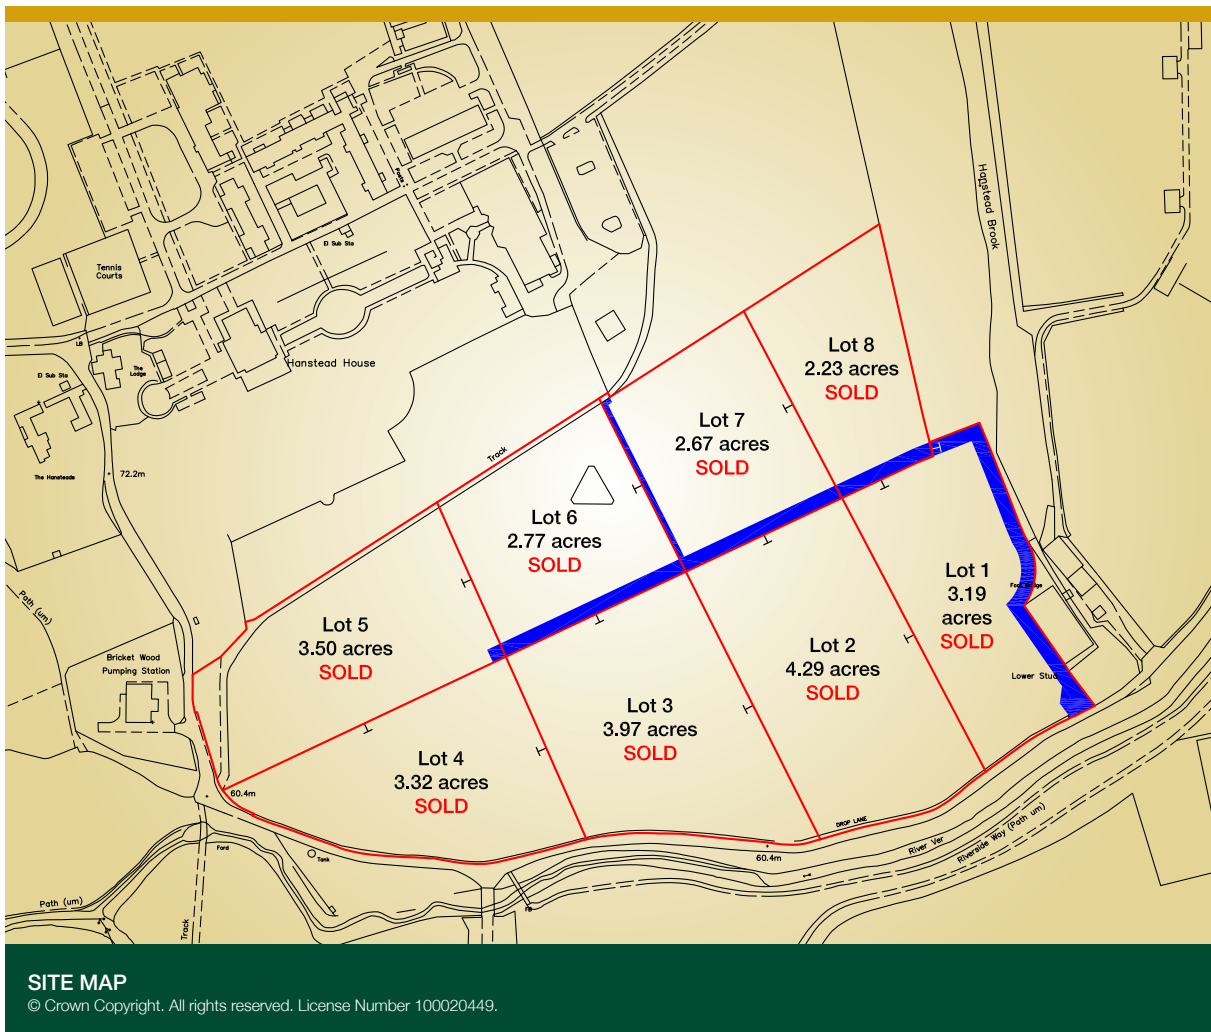 Hanstead Brook
Posts
El Sub Sta
Tennis
Courts
LB
The
Lodge
El Sub Sta
Hanstead House
The Hansteads
72.2m
Track
Lot 8
2.23 acres
SOLD
Lot 7
2.67 acres
SOLD
Lot 6
2.77 acres
SOLD
Lot 5
3.50 acres
SOLD
Lot 1
3.19
acres
SOLD
Lot 2
4.29 acres
SOLD
Lot 3
3.97 acres
SOLD
Lot 4
3.32 acres
SOLD
Path (um)
Bricket Wood
Pumping Station
Lower Stud
60.4m
DROP LANE
60.4m
River Ver
Riverside Way (Path um)
Ford
Tank
FB
Path (um)
Track
SITE MAP
© Crown Copyright. All rights reserved. License Number 100020449.